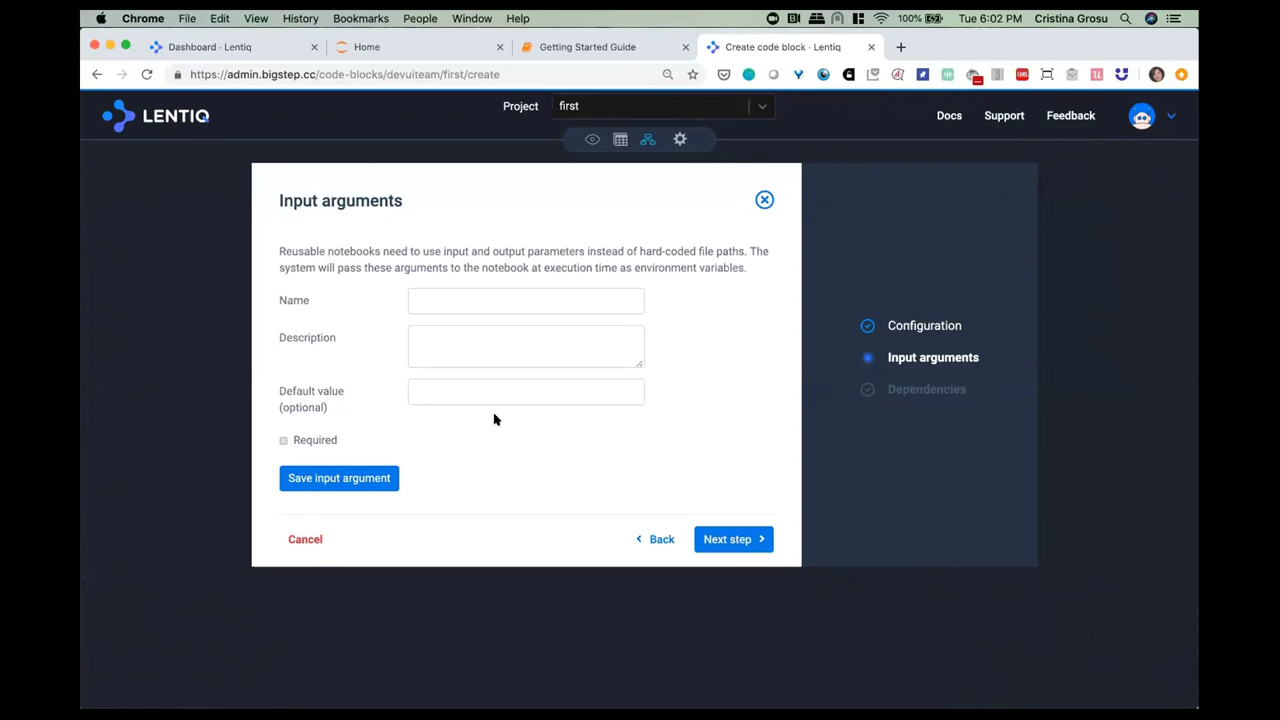 Chrome File Edit View History Bookmarks People Window Help 100% Tue 6:02 PM Cristina Grosu
Dashboard - Lentiq Home Getting Started Guide Create code block - Lentiq
https://admin.bigstep.cc/code-blocks/devuiteam/first/create
LENTIQ Project first Docs Support Feedback
Input arguments
Reusable notebooks need to use input and output parameters instead of hard-coded file paths. The
system will pass these arguments to the notebook at execution time as environment variables.
Name
Description
Default value
(optional)
Required
Save input argument
Cancel Back Next step
Configuration
Input arguments
Dependencies